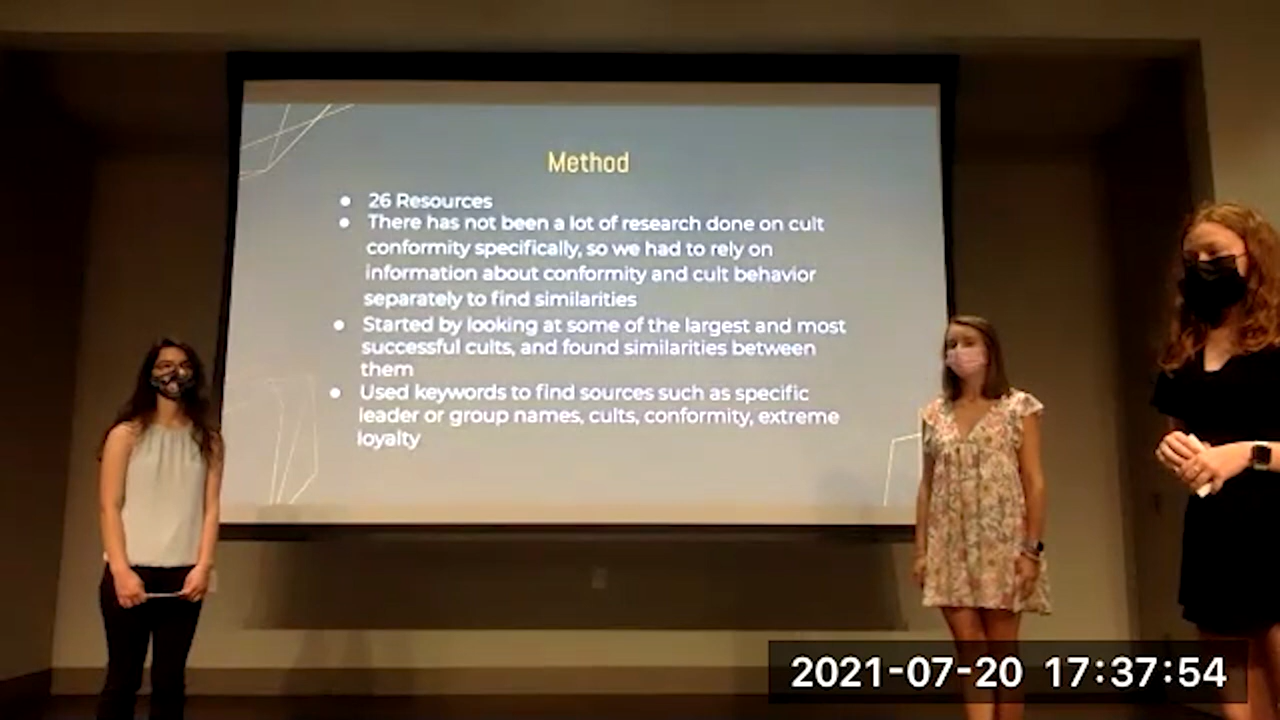 Method
● 26 Resources
● There has not been a lot of research done on cult
conformity specifically, so we had to rely on
information about conformity and cult behavior
separately to find similarities
● Started by looking at some of the largest and most
successful cults, and found similarities between
them
● Used keywords to find sources such as specific
leader or group names, cults, conformity, extreme
loyalty
2021-07-20 17:37:54